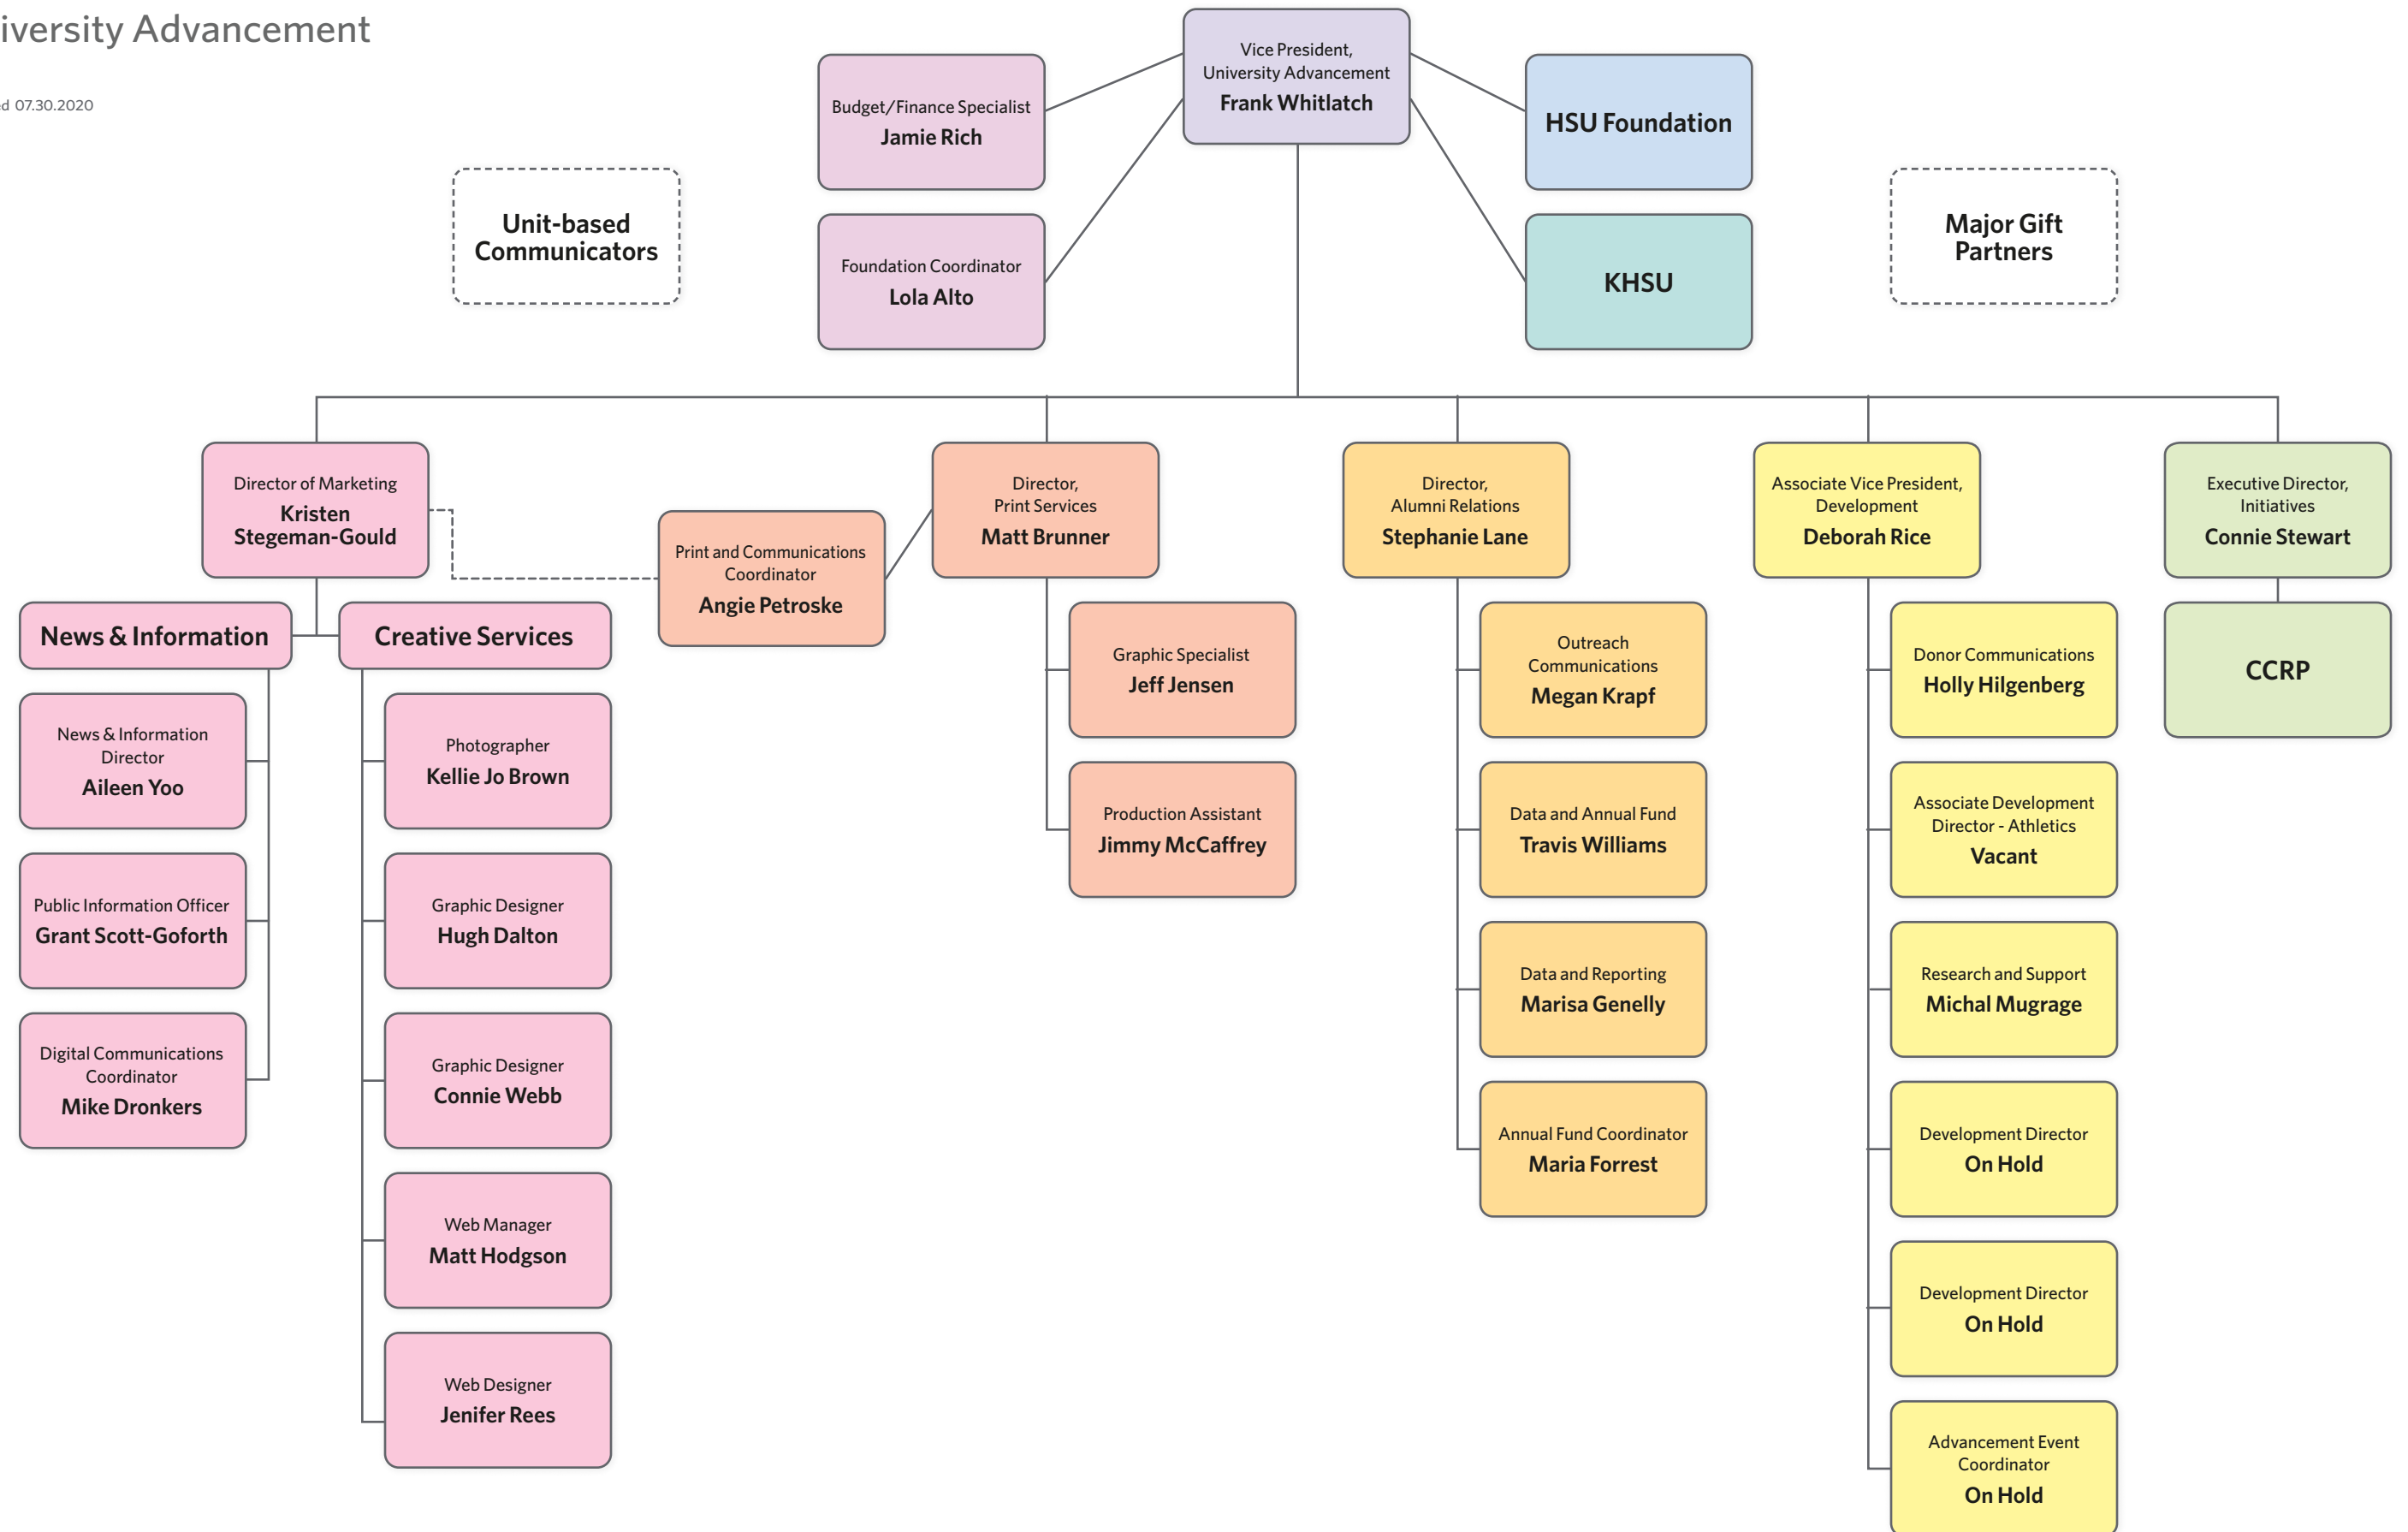 iversity Advancement
ed 07.30.2020
Vice President,
University Advancement
Frank Whitlatch
Budget/Finance Specialist
Jamie Rich
HSU Foundation
Unit-based
Communicators
Foundation Coordinator
Lola Alto
KHSU
Major Gift
Partners
Director of Marketing
Kristen
Stegeman-Gould
Print and Communications
Coordinator
Angie Petroske
Director,
Print Services
Matt Brunner
Director,
Alumni Relations
Stephanie Lane
Associate Vice President,
Development
Deborah Rice
Executive Director,
Initiatives
Connie Stewart
News & Information
Creative Services
News & Information
Director
Aileen Yoo
Public Information Officer
Grant Scott-Goforth
Digital Communications
Coordinator
Mike Dronkers
Photographer
Kellie Jo Brown
Graphic Designer
Hugh Dalton
Graphic Designer
Connie Webb
Web Manager
Matt Hodgson
Web Designer
Jenifer Rees
Graphic Specialist
Jeff Jensen
Production Assistant
Jimmy McCaffrey
Outreach
Communications
Megan Krapf
Data and Annual Fund
Travis Williams
Data and Reporting
Marisa Genelly
Annual Fund Coordinator
Maria Forrest
Donor Communications
Holly Hilgenberg
Associate Development
Director - Athletics
Vacant
Research and Support
Michal Mugrage
Development Director
On Hold
Development Director
On Hold
Advancement Event
Coordinator
On Hold
CCRP